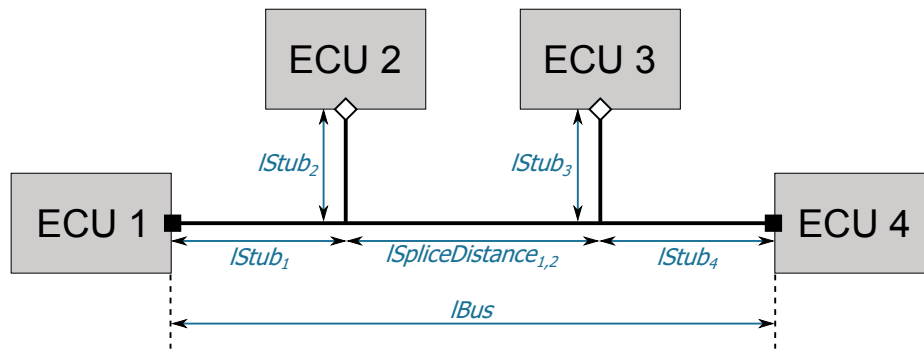 ECU 2
ECU 3
lStub2
lStub3
ECU 1
ECU 4
lStub1
lSpliceDistance1,2
lStub4
lBus